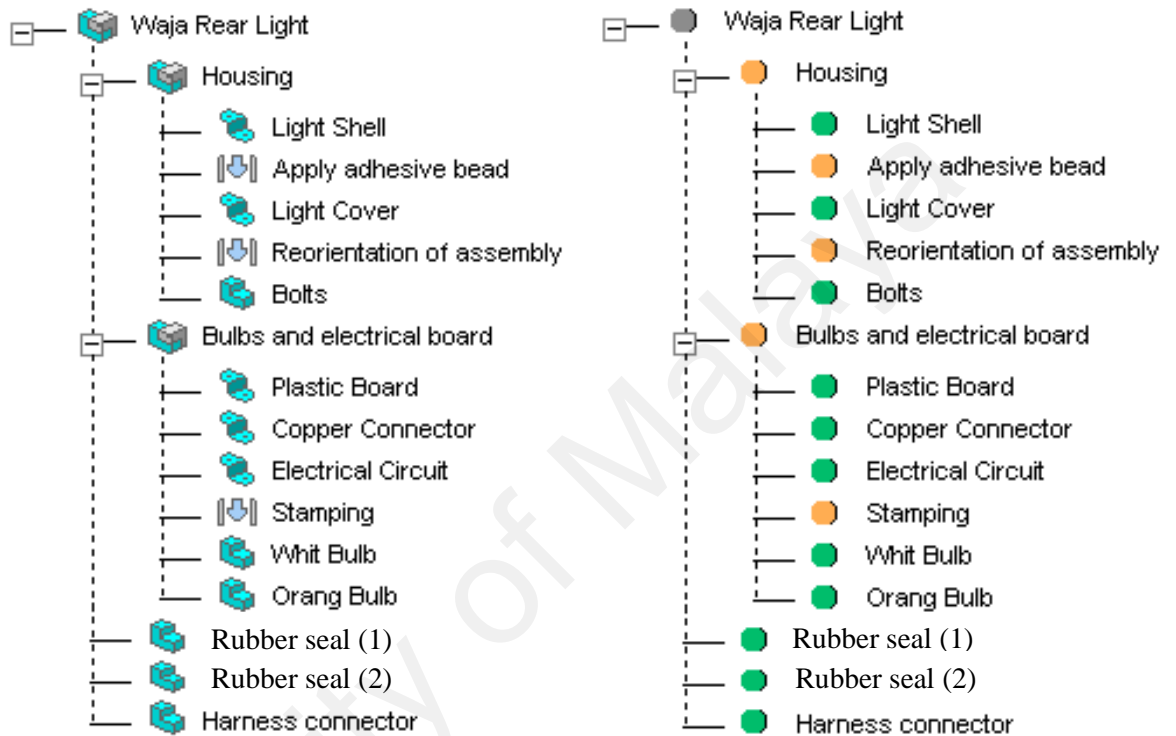 Waja Rear Light
Housing
Light Shell
Apply adhesive bead
Light Cover
Reorientation of assembly
Bolts
Bulbs and electrical board
Plastic Board
Copper Connector
Electrical Circuit
Stamping
Whit Bulb
Orang Bulb
Rubber seal (1)
Rubber seal (2)
Harness connector
Waja Rear Light
Housing
Light Shell
Apply adhesive bead
Light Cover
Reorientation of assembly
Bolts
Bulbs and electrical board
Plastic Board
Copper Connector
Electrical Circuit
Stamping
Whit Bulb
Orang Bulb
Rubber seal (1)
Rubber seal (2)
Harness connector
ity of Malaya